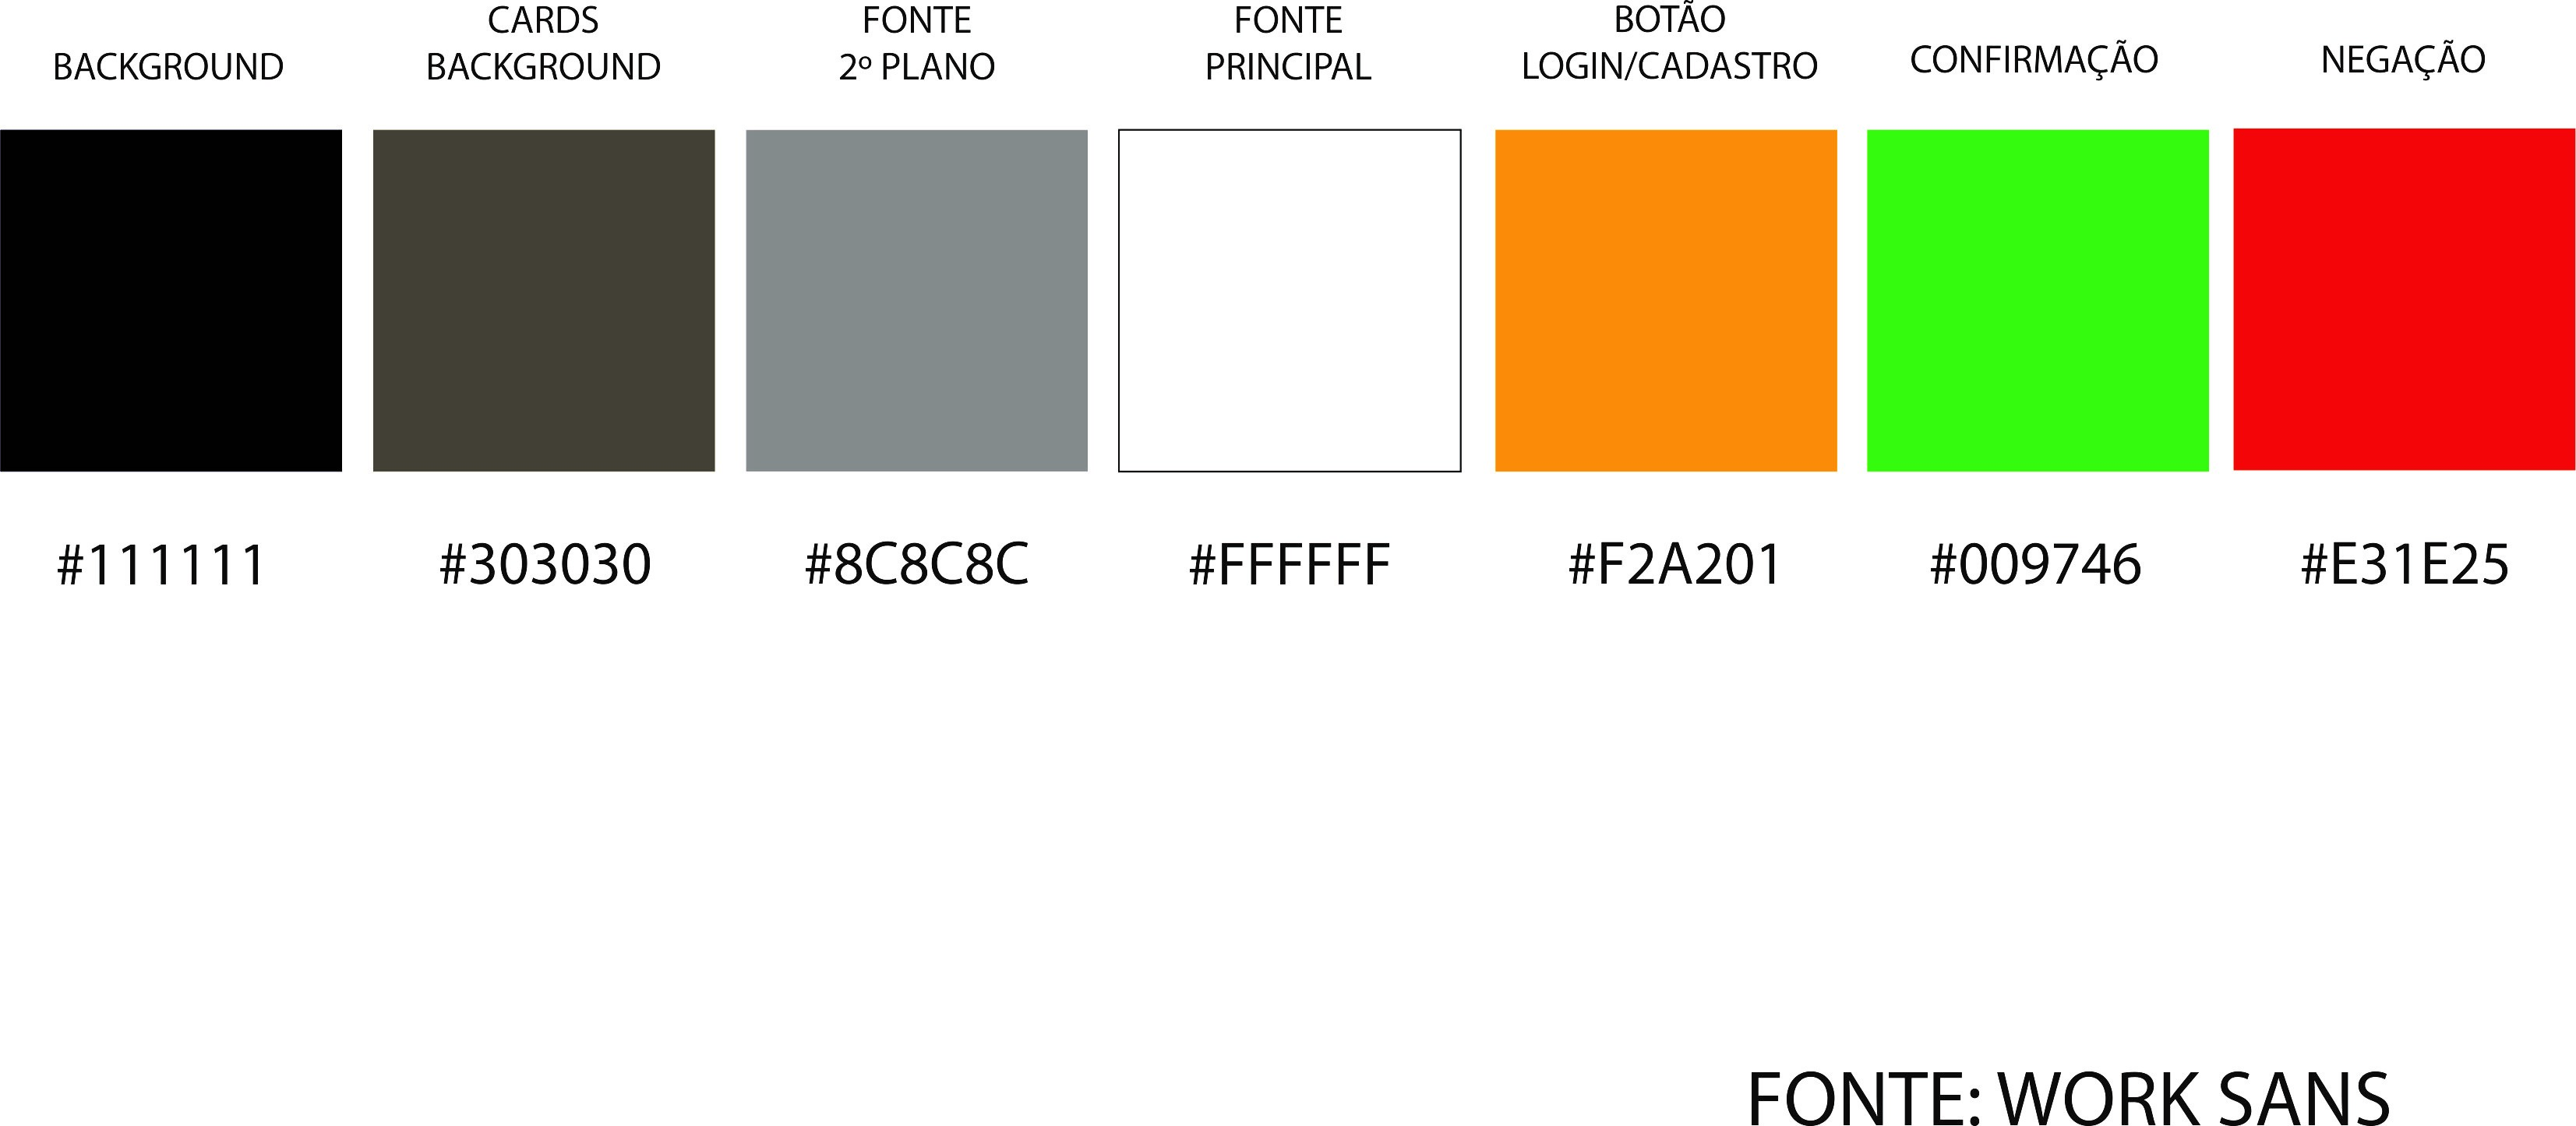 BACKGROUND
CARDS
BACKGROUND
FONTE
2º PLANO
FONTE
PRINCIPAL
BOTÃO
LOGIN/CADASTRO
CONFIRMAÇÃO
NEGAÇÃO
#111111
#303030
#8C8C8C
#FFFFFF
#F2A201
#009746
#E31E25
FONTE: WORK SANS